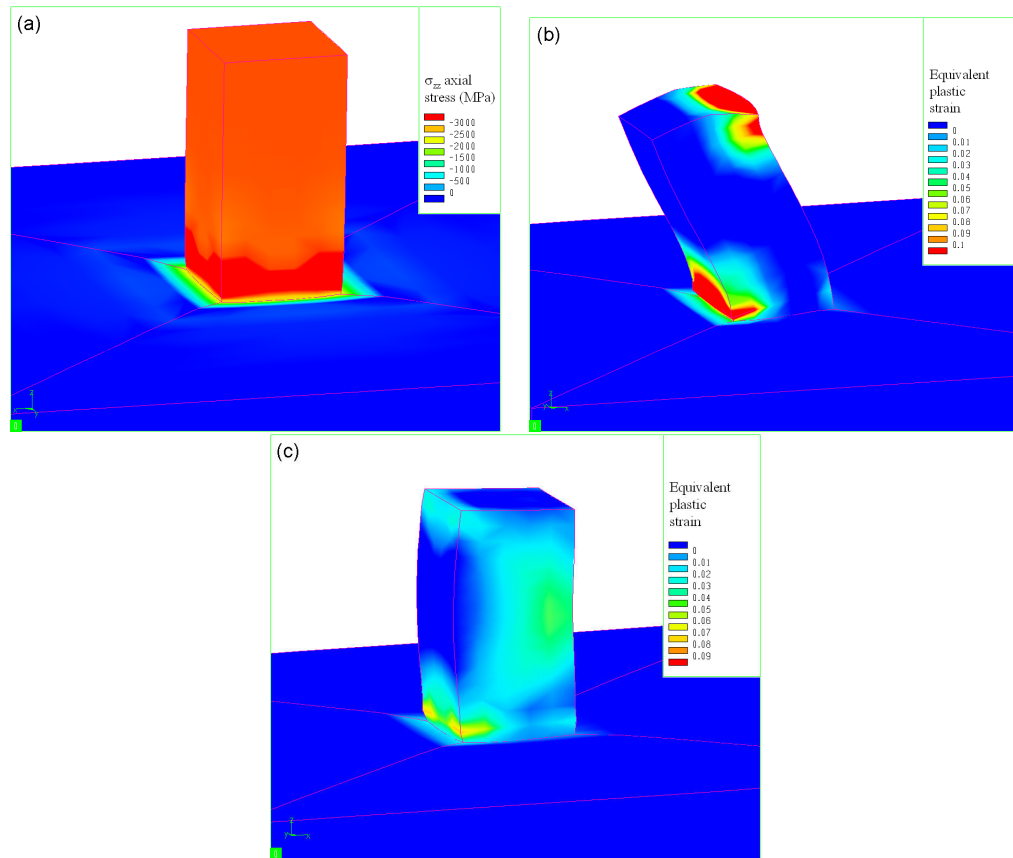 (a)
σzz axial
stress (MPa)
-3000
-2500
-2000
-1500
-1000
-500
0
z
x
y
0
(b)
Equivalent
plastic
strain
0
0.01
0.02
0.03
0.04
0.05
0.06
0.07
0.08
0.09
0.1
z
y
x
0
(c)
Equivalent
plastic
strain
0
0.01
0.02
0.03
0.04
0.05
0.06
0.07
0.08
0.09
z
y
x
0